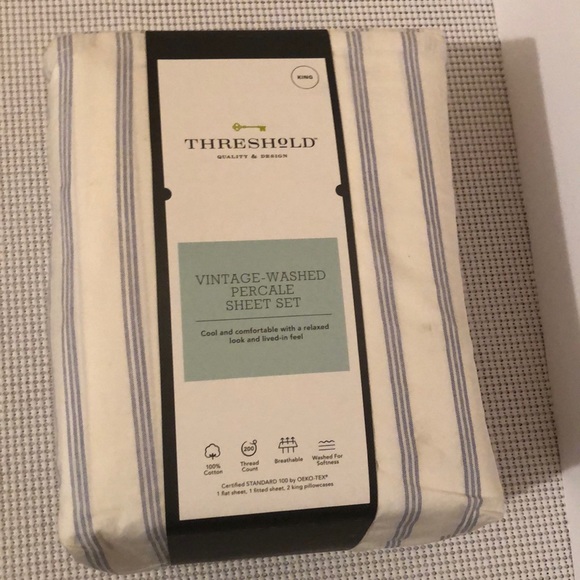 KING
THRESHOLD™
QUALITY & DESIGN
VINTAGE-WASHED
PERCALE
SHEET SET
Cool and comfortable with a relaxed
look and lived-in feel
100%
Cotton
200
Thread
Count
Breathable
Washed For
Softness
Certified STANDARD 100 by OEKO-TEX®
1 flat sheet, 1 fitted sheet, 2 king pillowcases